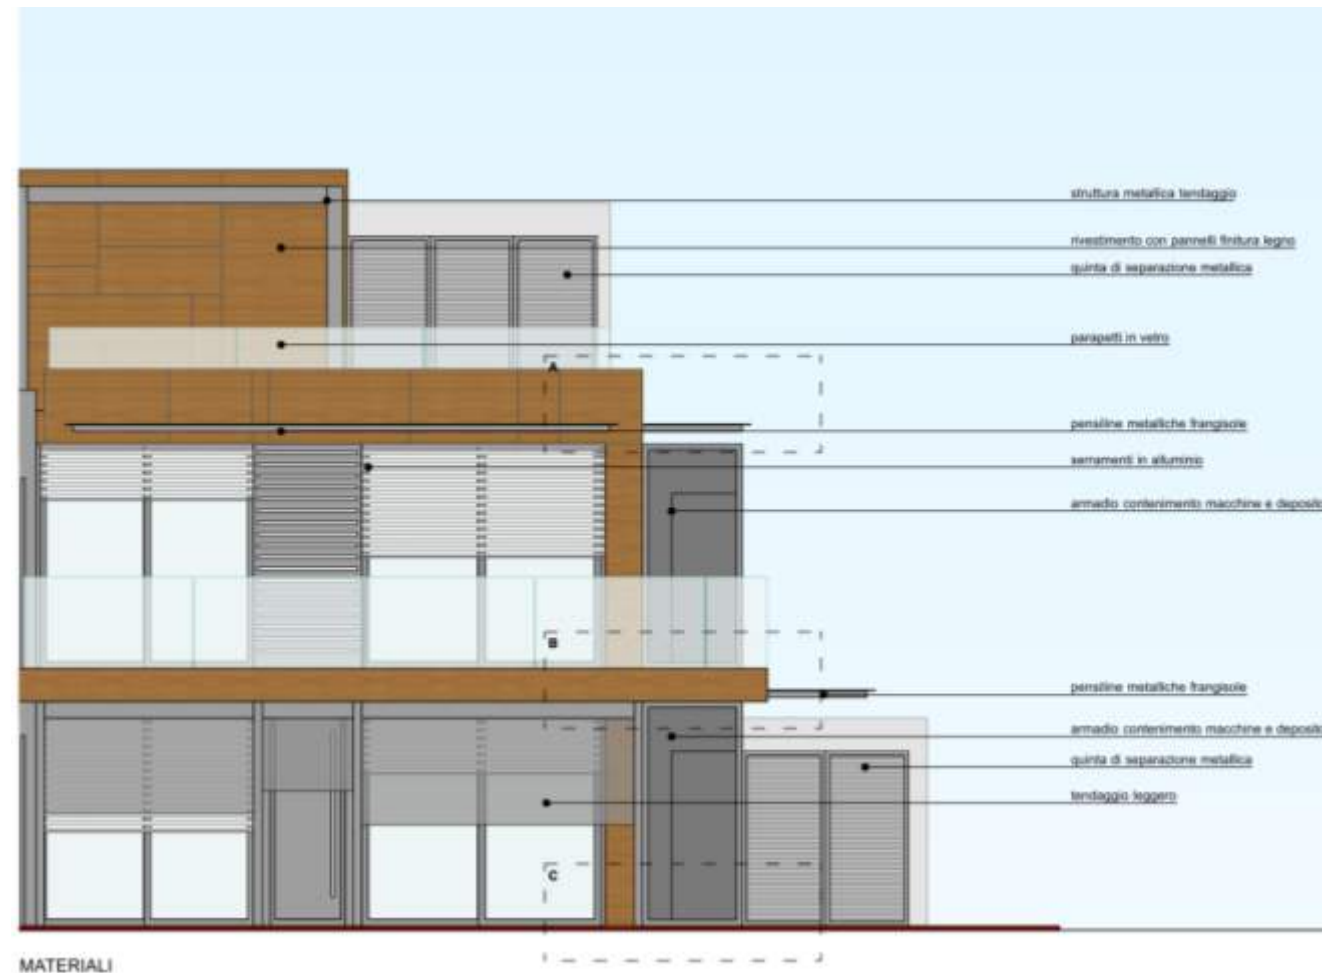 struttura metallica tendaggio
rivestimento con pannelli finitura legno
quinta di separazione metallica
parapetti in vetro
A
pensiline metalliche frangisole
serramenti in alluminio
armadio contenimento macchine e deposito
B
pensiline metalliche frangisole
armadio contenimento macchine e deposito
quinta di separazione metallica
tendaggio leggero
C
MATERIALI